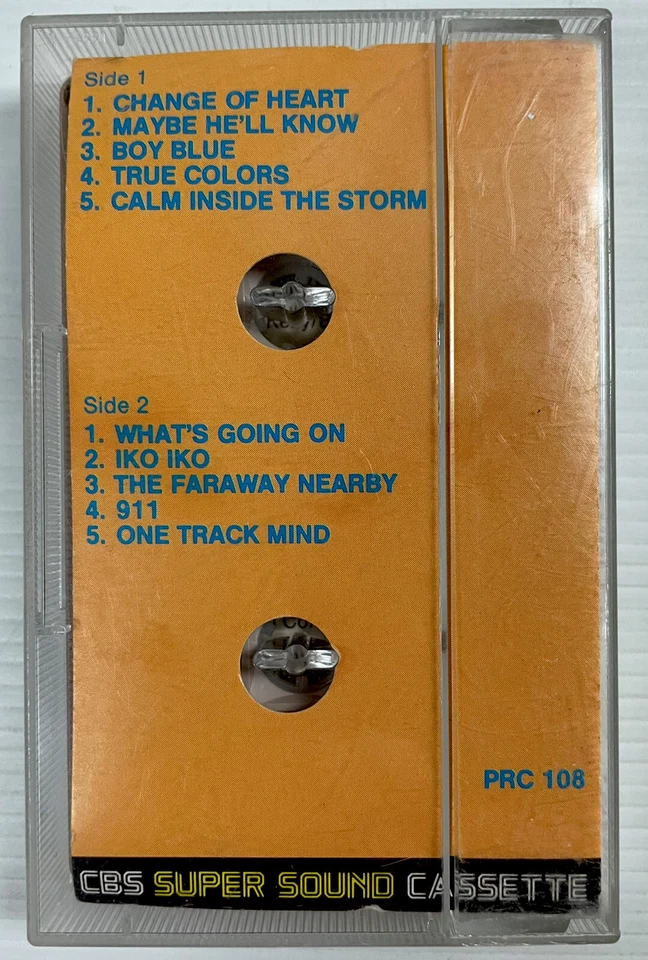 Side 1
1. CHANGE OF HEART
2. MAYBE HE'LL KNOW
3. BOY BLUE
4. TRUE COLORS
5. CALM INSIDE THE STORM
Side 2
1. WHAT'S GOING ON
2. IKO IKO
3. THE FARAWAY NEARBY
4. 911
5. ONE TRACK MIND
PRC 108
CBS SUPER SOUND CASSETTE